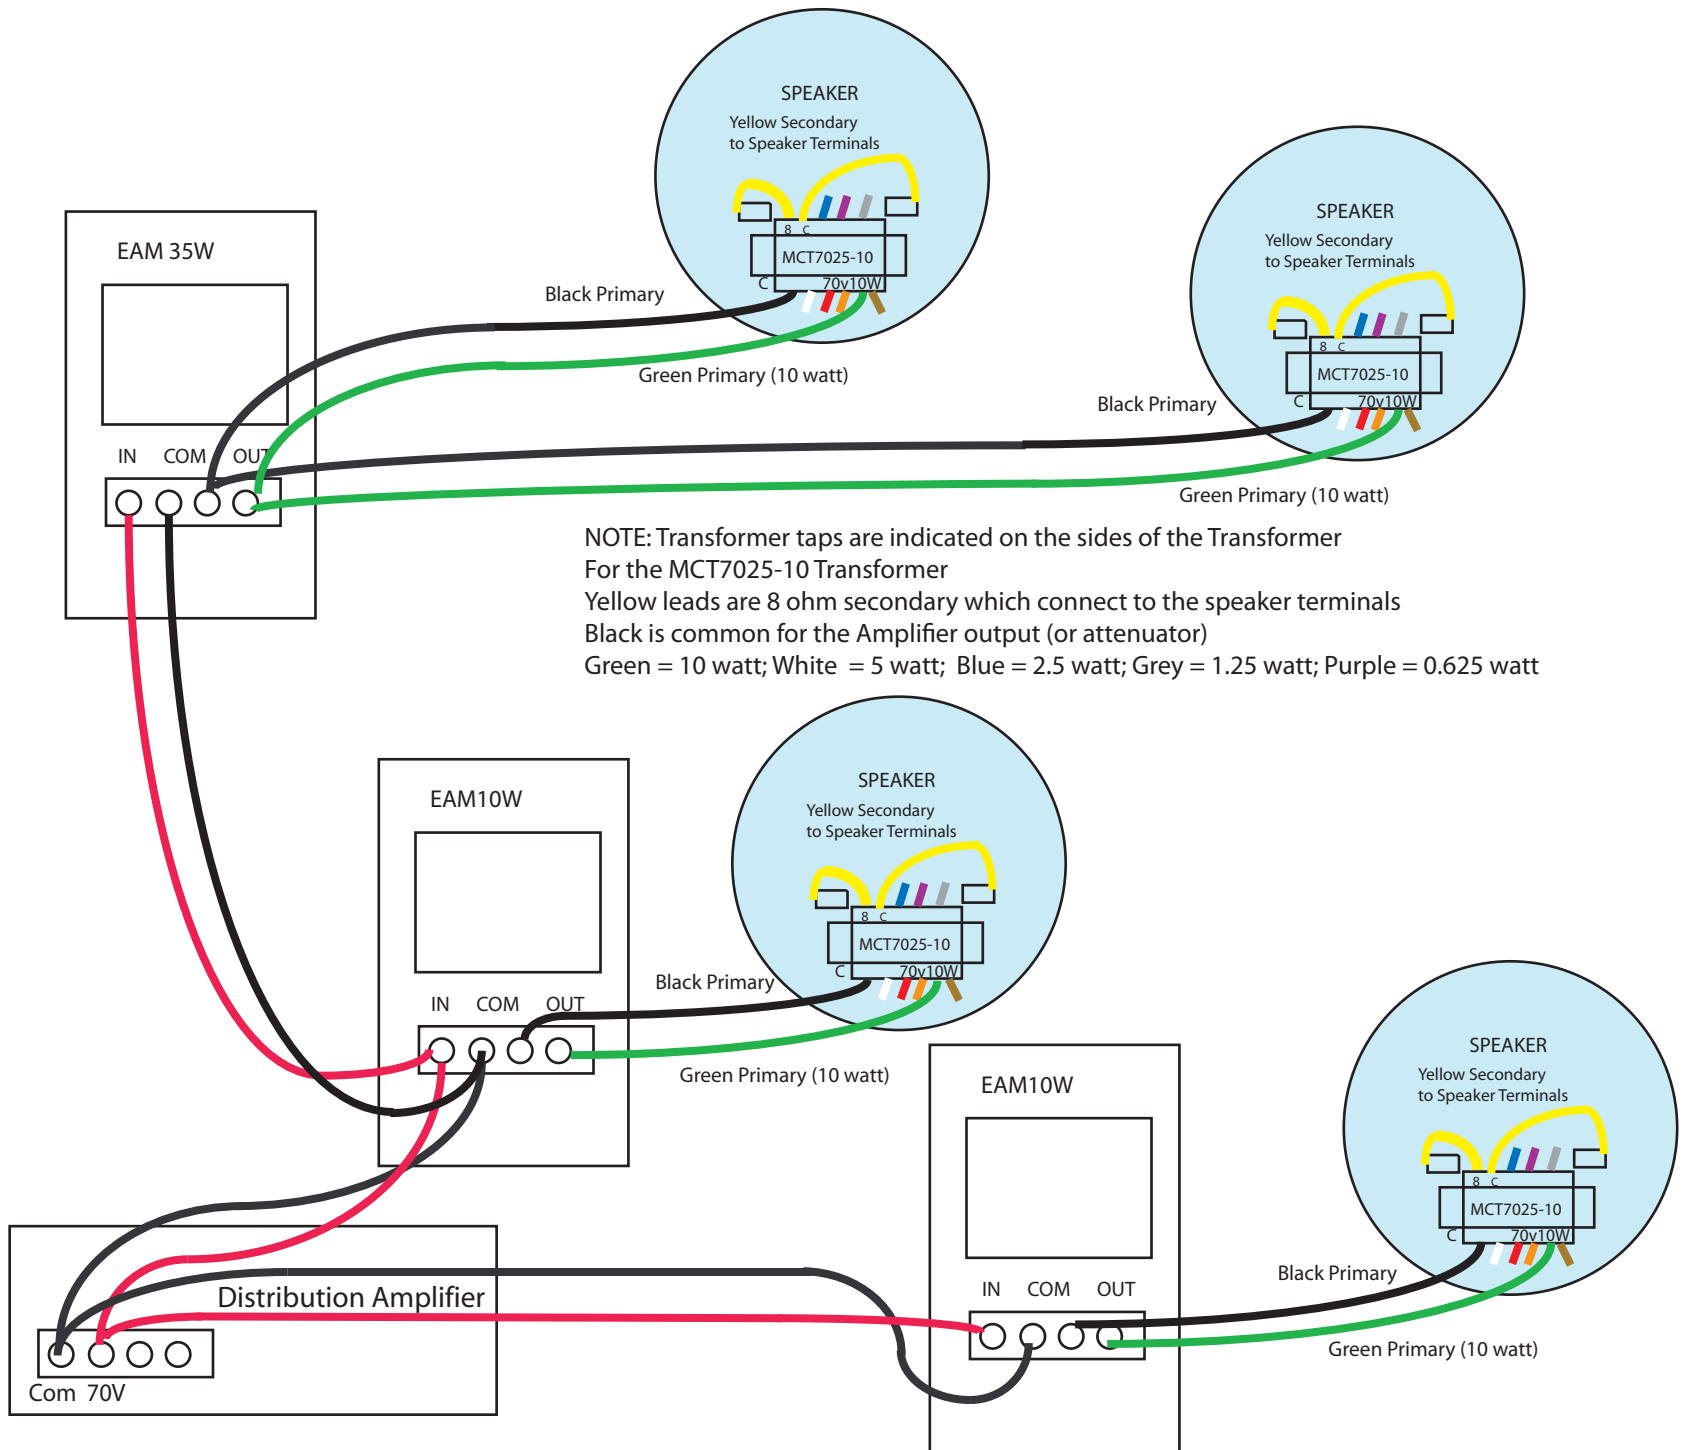 SPEAKER
Yellow Secondary
to Speaker Terminals
8 C
MCT7025-10
C 70v10W
Black Primary
Green Primary (10 watt)
SPEAKER
Yellow Secondary
to Speaker Terminals
8 C
MCT7025-10
C 70v10W
Black Primary
Green Primary (10 watt)
EAM 35W
IN COM OUT
NOTE: Transformer taps are indicated on the sides of the Transformer
For the MCT7025-10 Transformer
Yellow leads are 8 ohm secondary which connect to the speaker terminals
Black is common for the Amplifier output (or attenuator)
Green = 10 watt; White = 5 watt; Blue = 2.5 watt; Grey = 1.25 watt; Purple = 0.625 watt
EAM10W
IN COM OUT
SPEAKER
Yellow Secondary
to Speaker Terminals
8 C
MCT7025-10
C 70v10W
Black Primary
Green Primary (10 watt)
EAM10W
IN COM OUT
SPEAKER
Yellow Secondary
to Speaker Terminals
8 C
MCT7025-10
C 70v10W
Black Primary
Green Primary (10 watt)
Distribution Amplifier
Com 70V